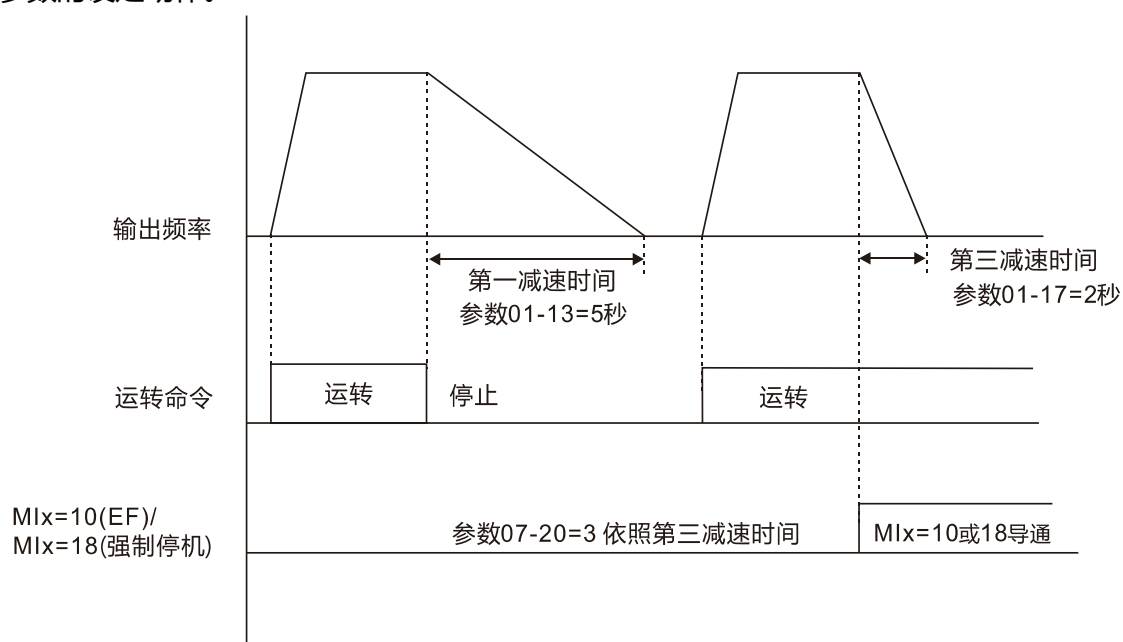 输出频率
第一减速时间
参数01-13=5秒
第三减速时间
参数01-17=2秒
运转命令
运转
停止
运转
MIx=10(EF)/
MIx=18(强制停机)
参数07-20=3 依照第三减速时间
MIx=10或18导通